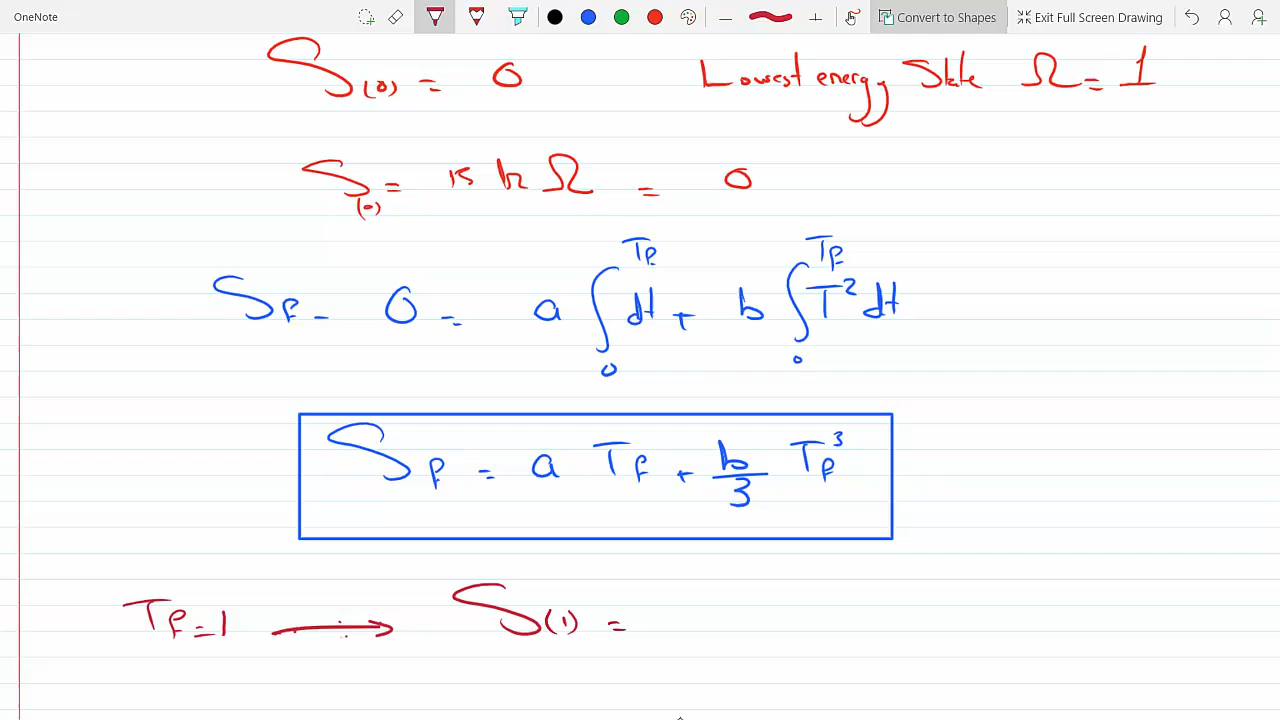 OneNote Convert to Shapes Exit Full Screen Drawing
S(0) = 0 Lowest energy State Ω = 1
S(0) = k ln Ω = 0
Sf - 0 = a ∫₀^Tf dt + b ∫₀^Tf T² dt
Sf = a Tf + b/3 Tf³
Tf = 1 → S(1) =